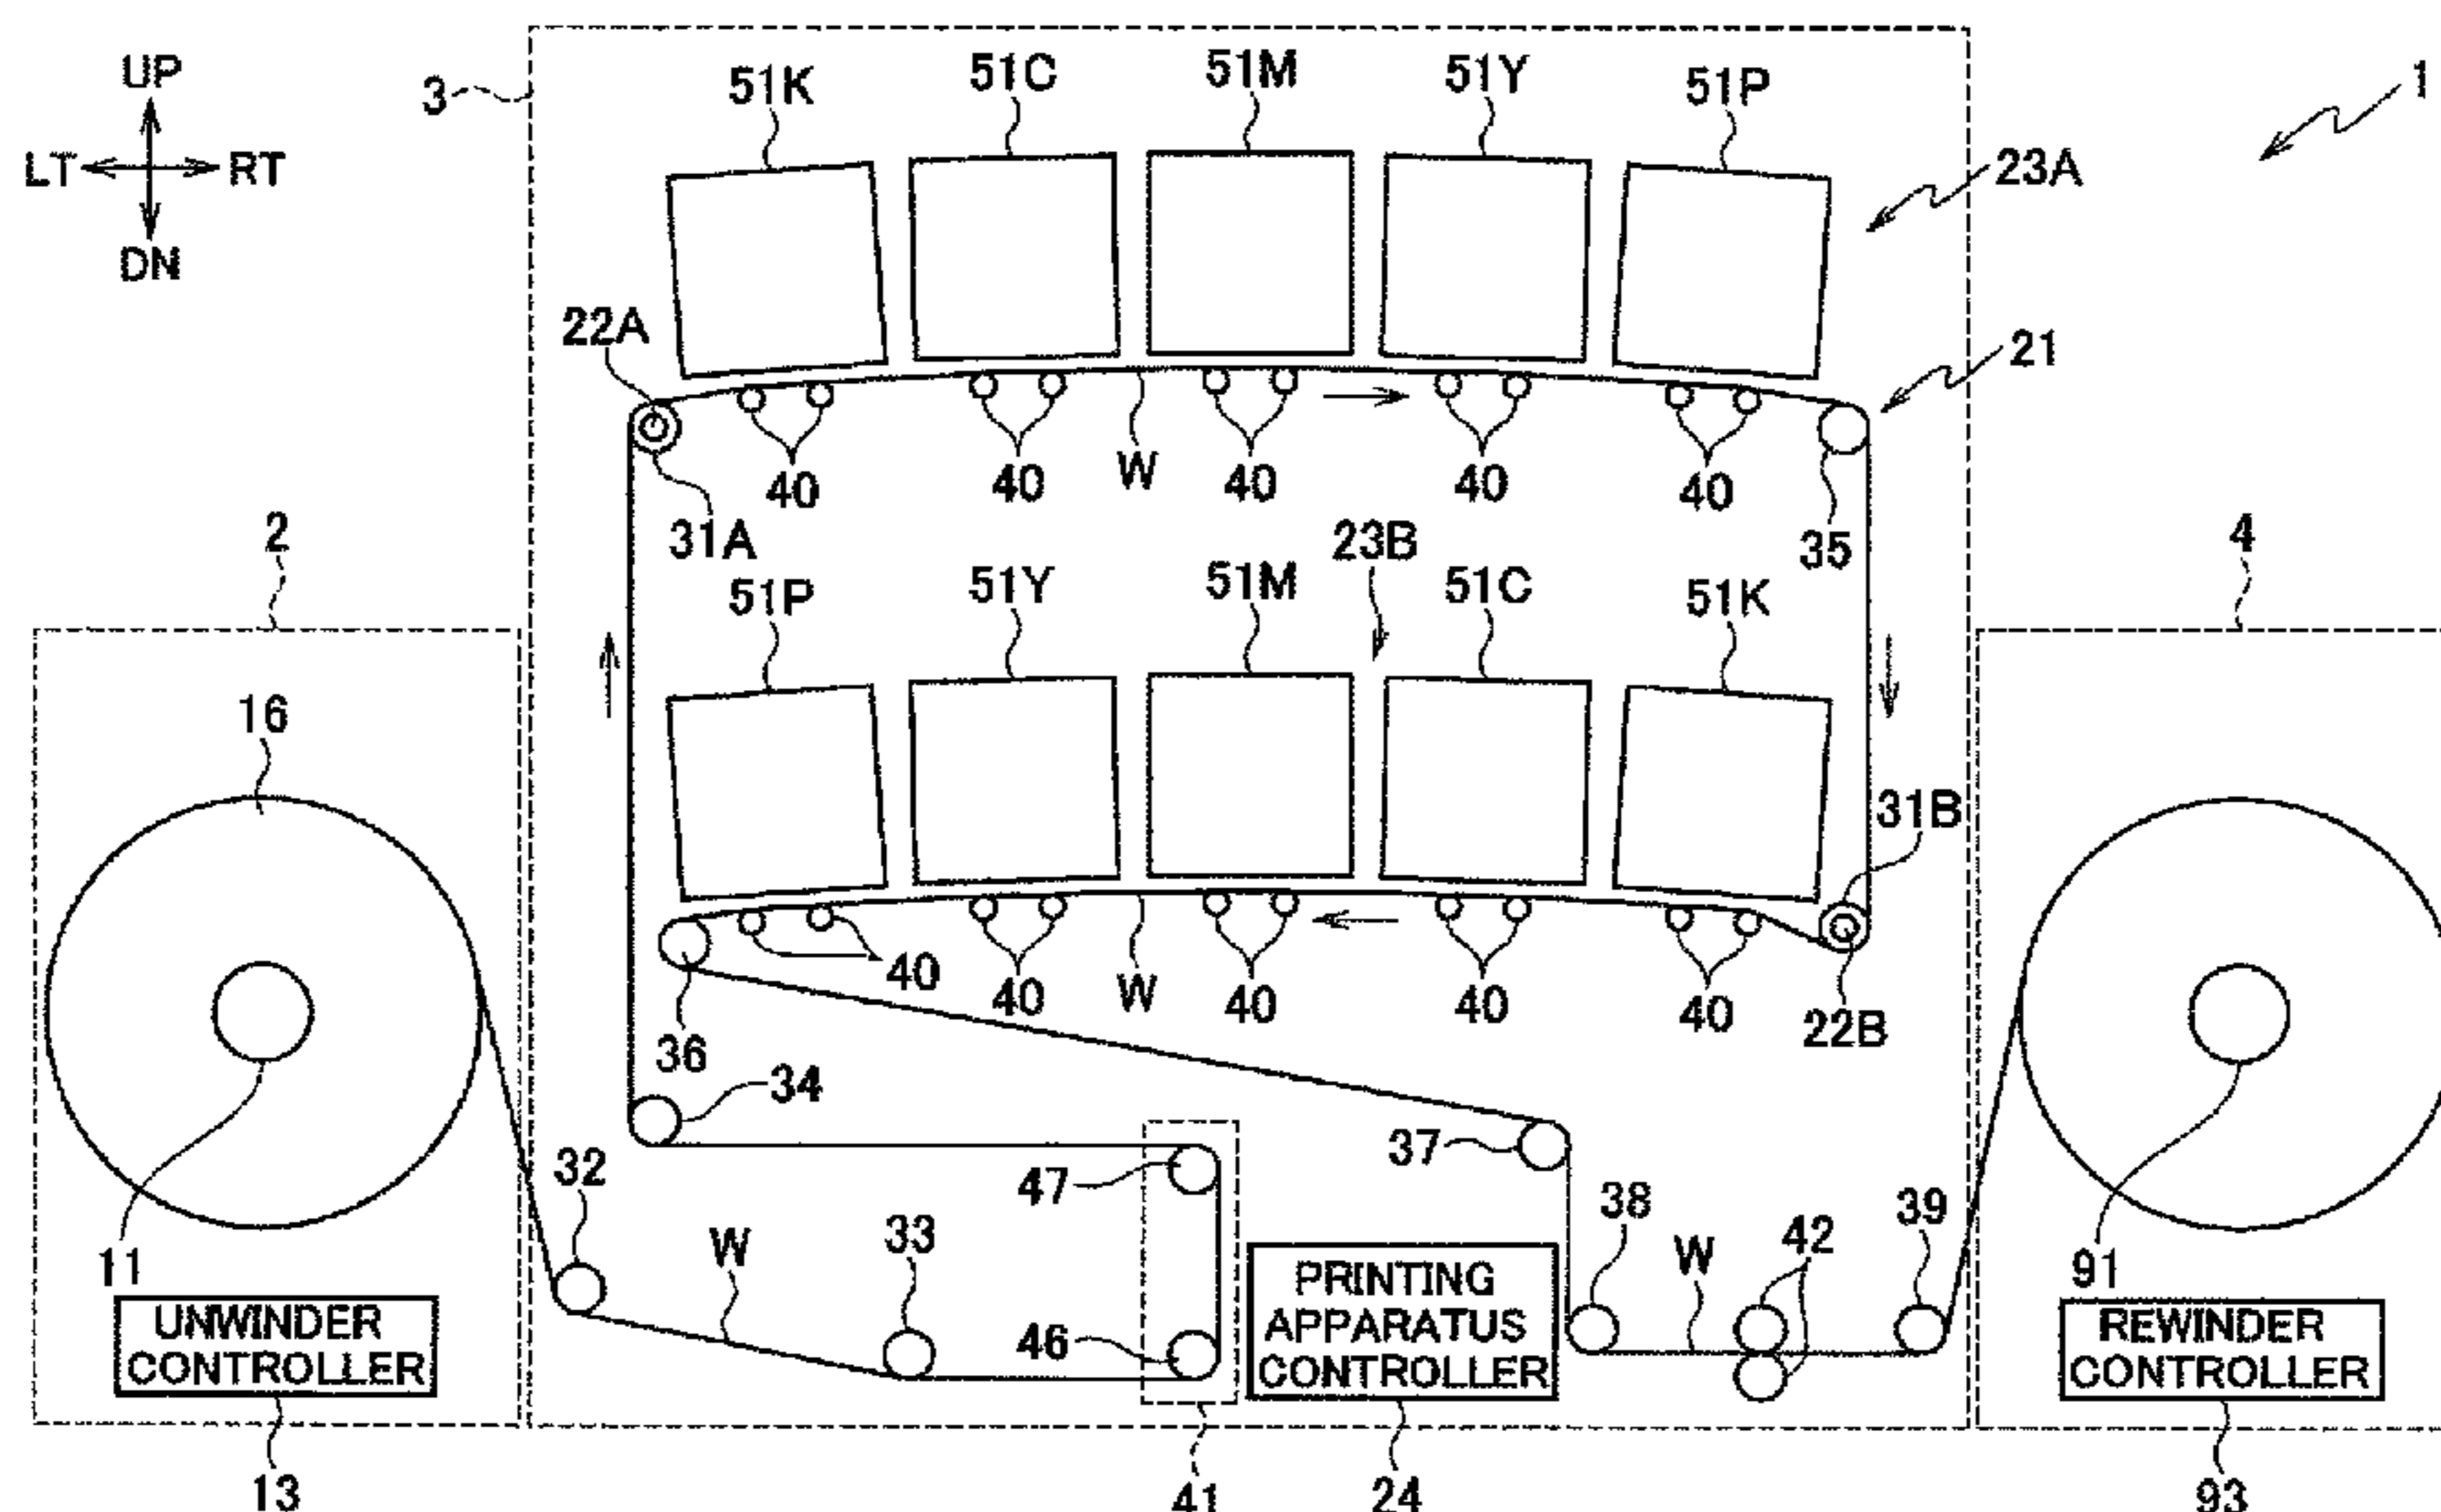 UP
LT RT
DN
3
51K 51C 51M 51Y 51P
1
23A
22A
21
40 40 W 40 40 40
31A
35
23B
2
4
51P 51Y 51M 51C 51K
16
31B
40 40 W 40 40 40
36
22B
34
37
47
32
33
38
42
39
W
W
11
91
46
UNWINDER
CONTROLLER
PRINTING
APPARATUS
CONTROLLER
REWINDER
CONTROLLER
13
41
24
93